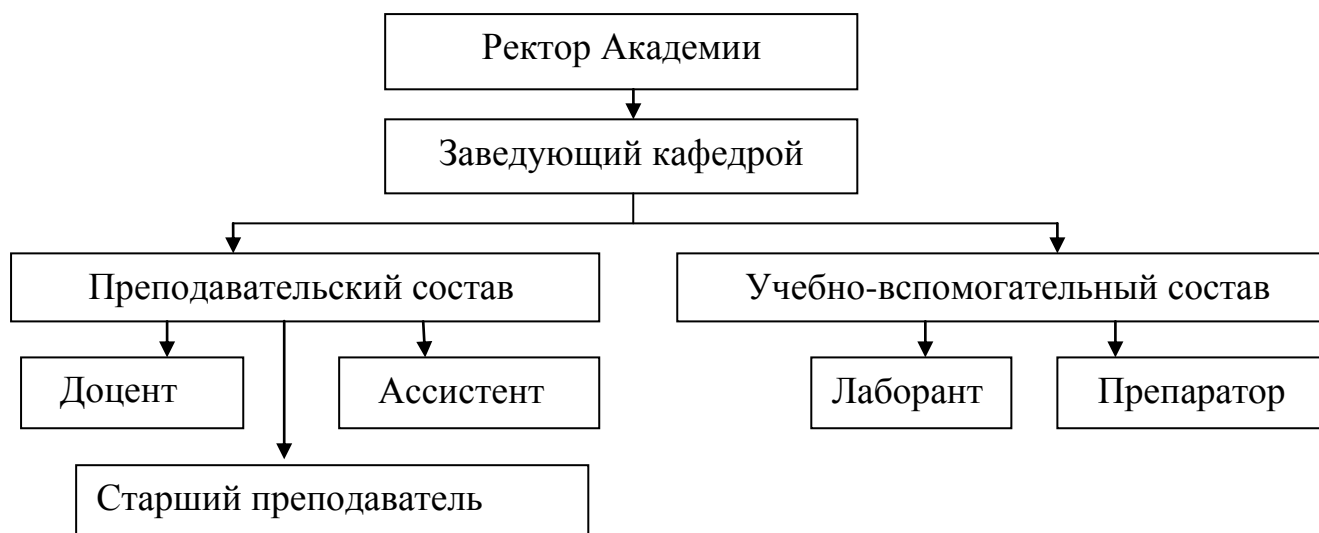 Ректор Академии
Заведующий кафедрой
Преподавательский состав
Учебно-вспомогательный состав
Доцент
Ассистент
Лаборант
Препаратор
Старший преподаватель